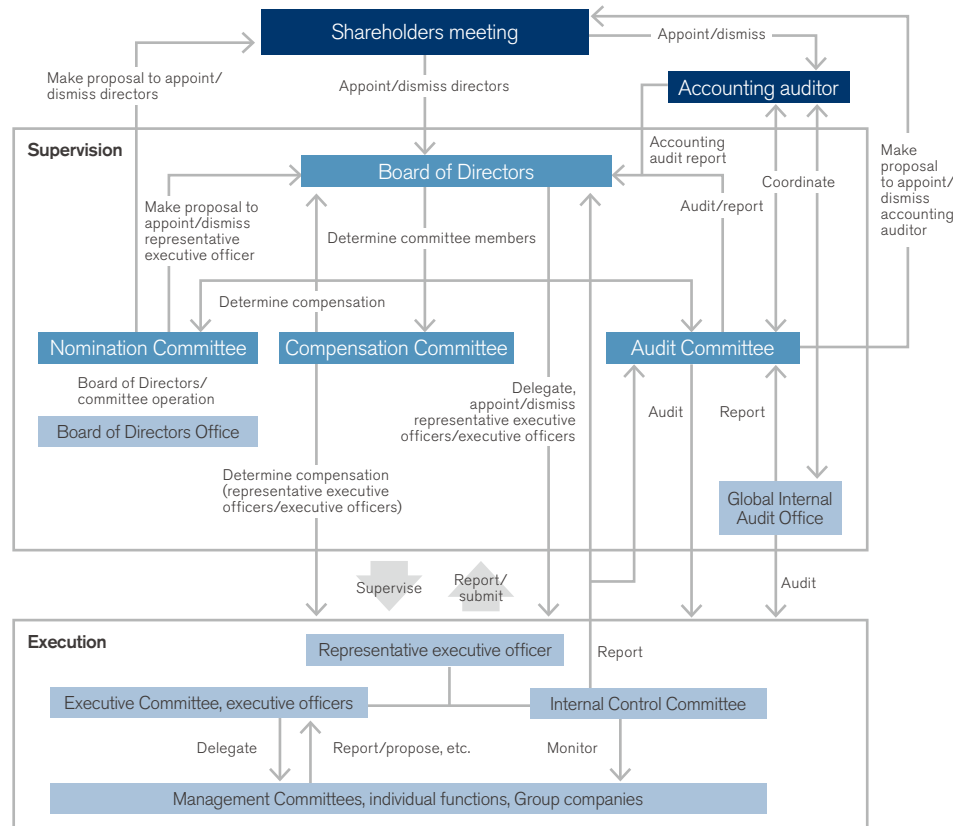 Shareholders meeting
Appoint/dismiss
Make proposal to appoint/
dismiss directors
Appoint/dismiss directors
Accounting auditor
Supervision
Accounting
audit report
Make
proposal
to appoint/
dismiss
accounting
auditor
Board of Directors
Coordinate
Make proposal to
appoint/dismiss
representative
executive officer
Audit/report
Determine committee members
Determine compensation
Nomination Committee
Compensation Committee
Audit Committee
Board of Directors/
committee operation
Board of Directors Office
Delegate,
appoint/dismiss
representative executive
officers/executive officers
Audit
Report
Determine compensation
(representative executive
officers/executive officers)
Global Internal
Audit Office
Supervise
Report/
submit
Audit
Execution
Representative executive officer
Report
Executive Committee, executive officers
Internal Control Committee
Delegate
Report/propose, etc.
Monitor
Management Committees, individual functions, Group companies